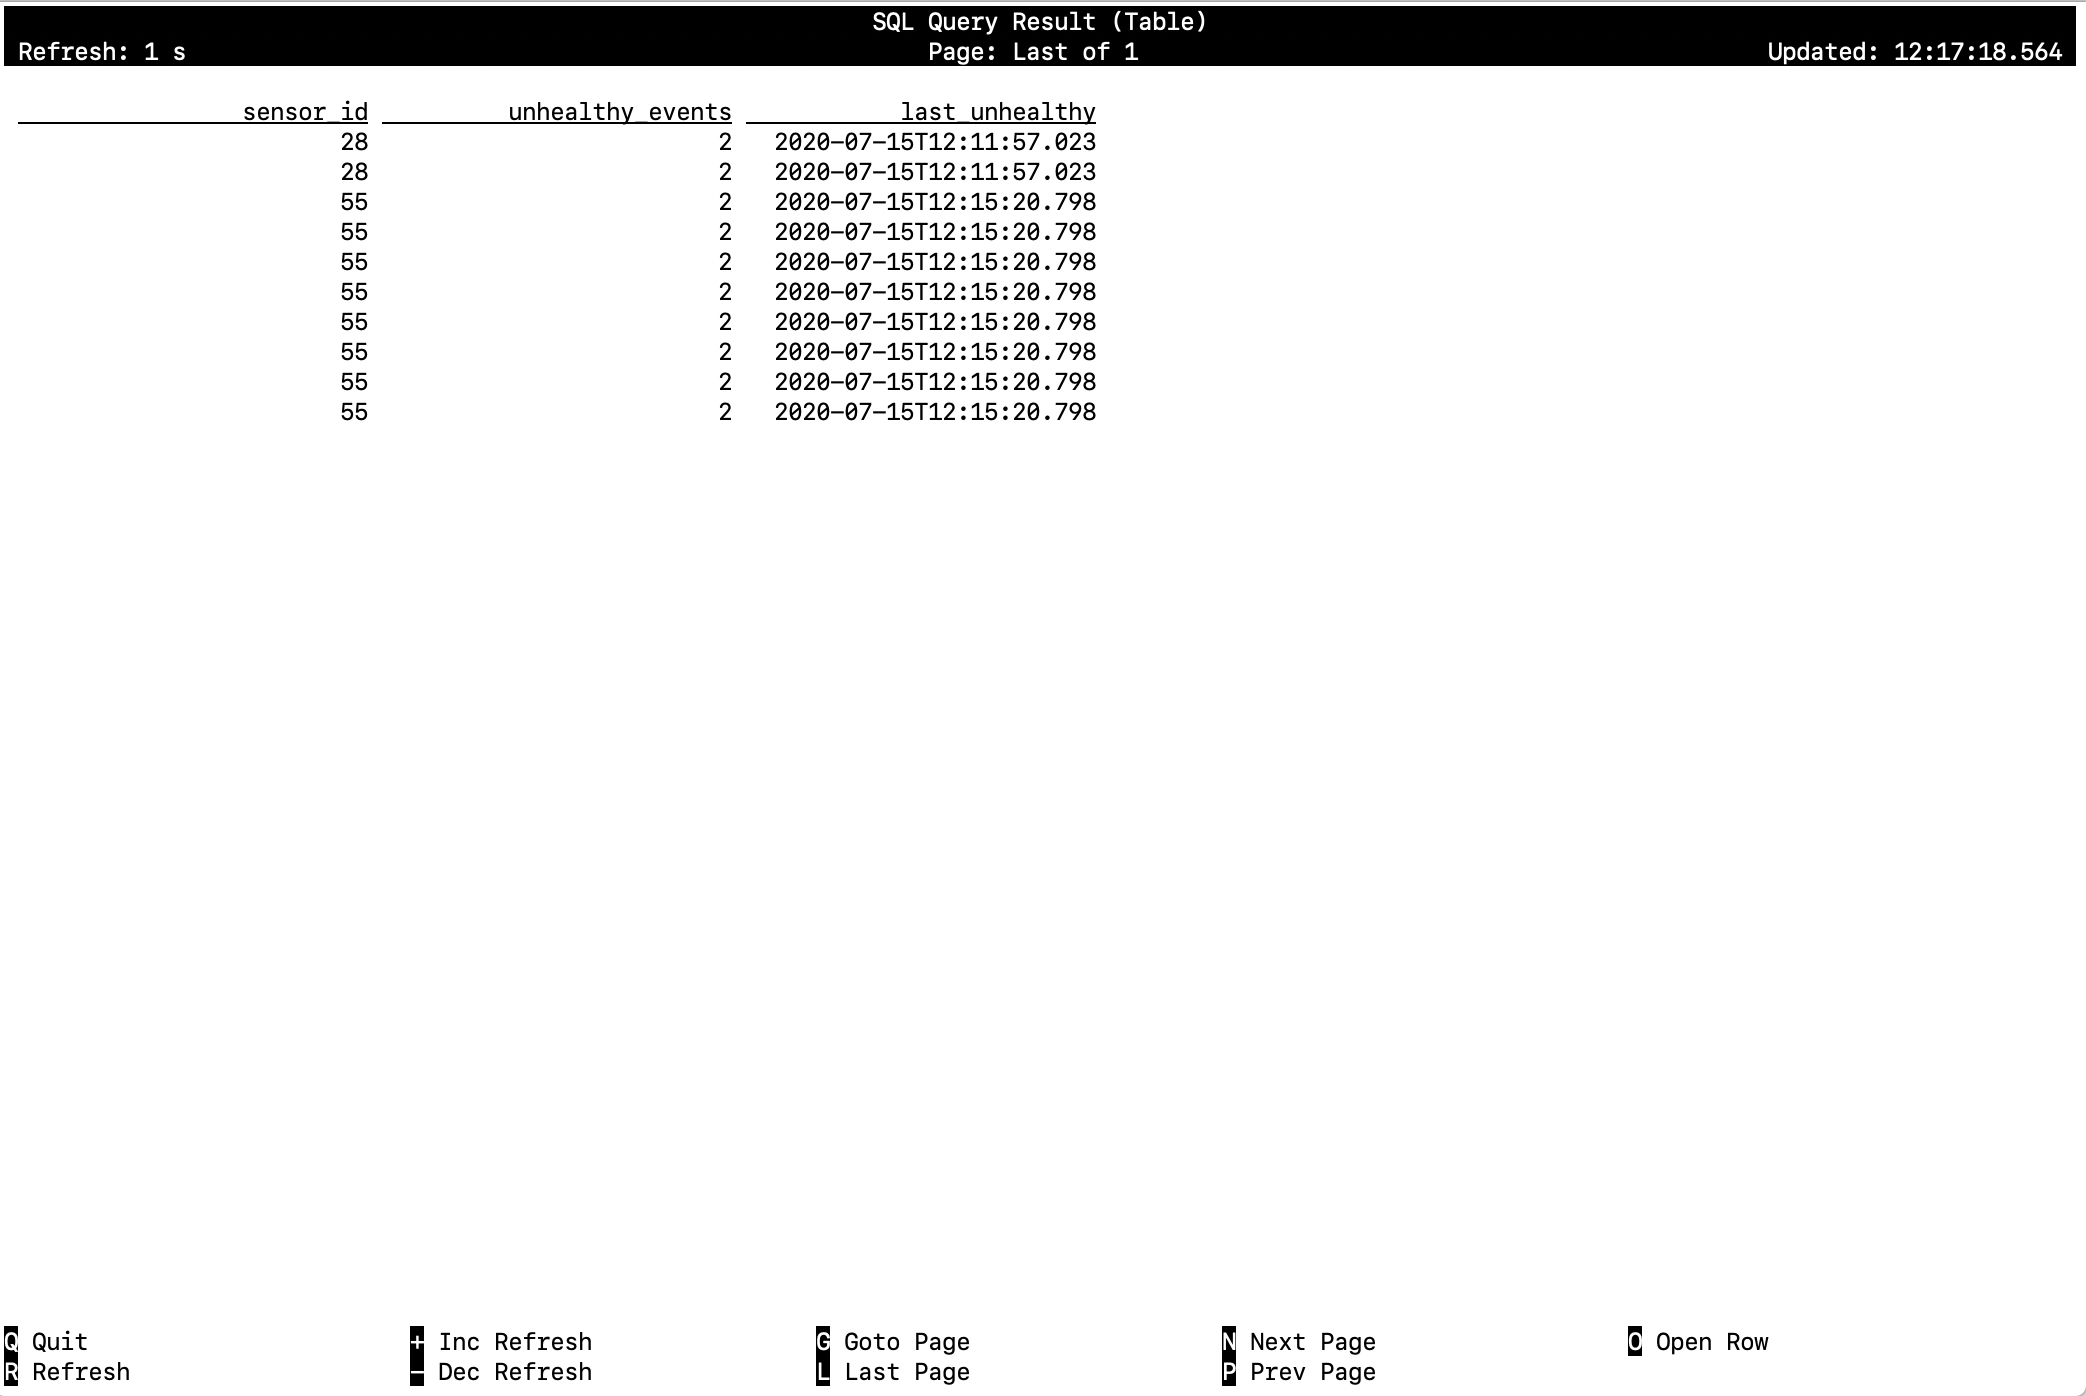 SQL Query Result (Table)
Refresh: 1 s Page: Last of 1 Updated: 12:17:18.564
sensor_id unhealthy_events last_unhealthy
28 2 2020-07-15T12:11:57.023
28 2 2020-07-15T12:11:57.023
55 2 2020-07-15T12:15:20.798
55 2 2020-07-15T12:15:20.798
55 2 2020-07-15T12:15:20.798
55 2 2020-07-15T12:15:20.798
55 2 2020-07-15T12:15:20.798
55 2 2020-07-15T12:15:20.798
55 2 2020-07-15T12:15:20.798
55 2 2020-07-15T12:15:20.798
Q Quit + Inc Refresh G Goto Page N Next Page O Open Row
R Refresh - Dec Refresh L Last Page P Prev Page